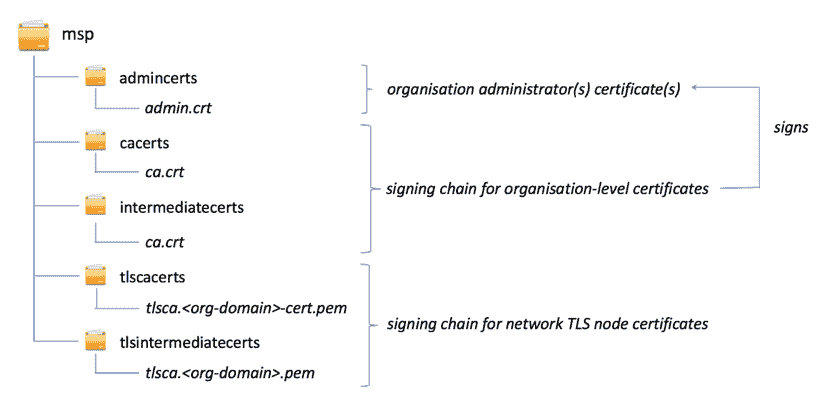 msp
admincerts
admin.crt
organisation administrator(s) certificate(s)
signs
cacerts
ca.crt
signing chain for organisation-level certificates
intermediatecerts
ca.crt
tlscacerts
tlsca.<org-domain>-cert.pem
signing chain for network TLS node certificates
tlsintermediatecerts
tlsca.<org-domain>.pem